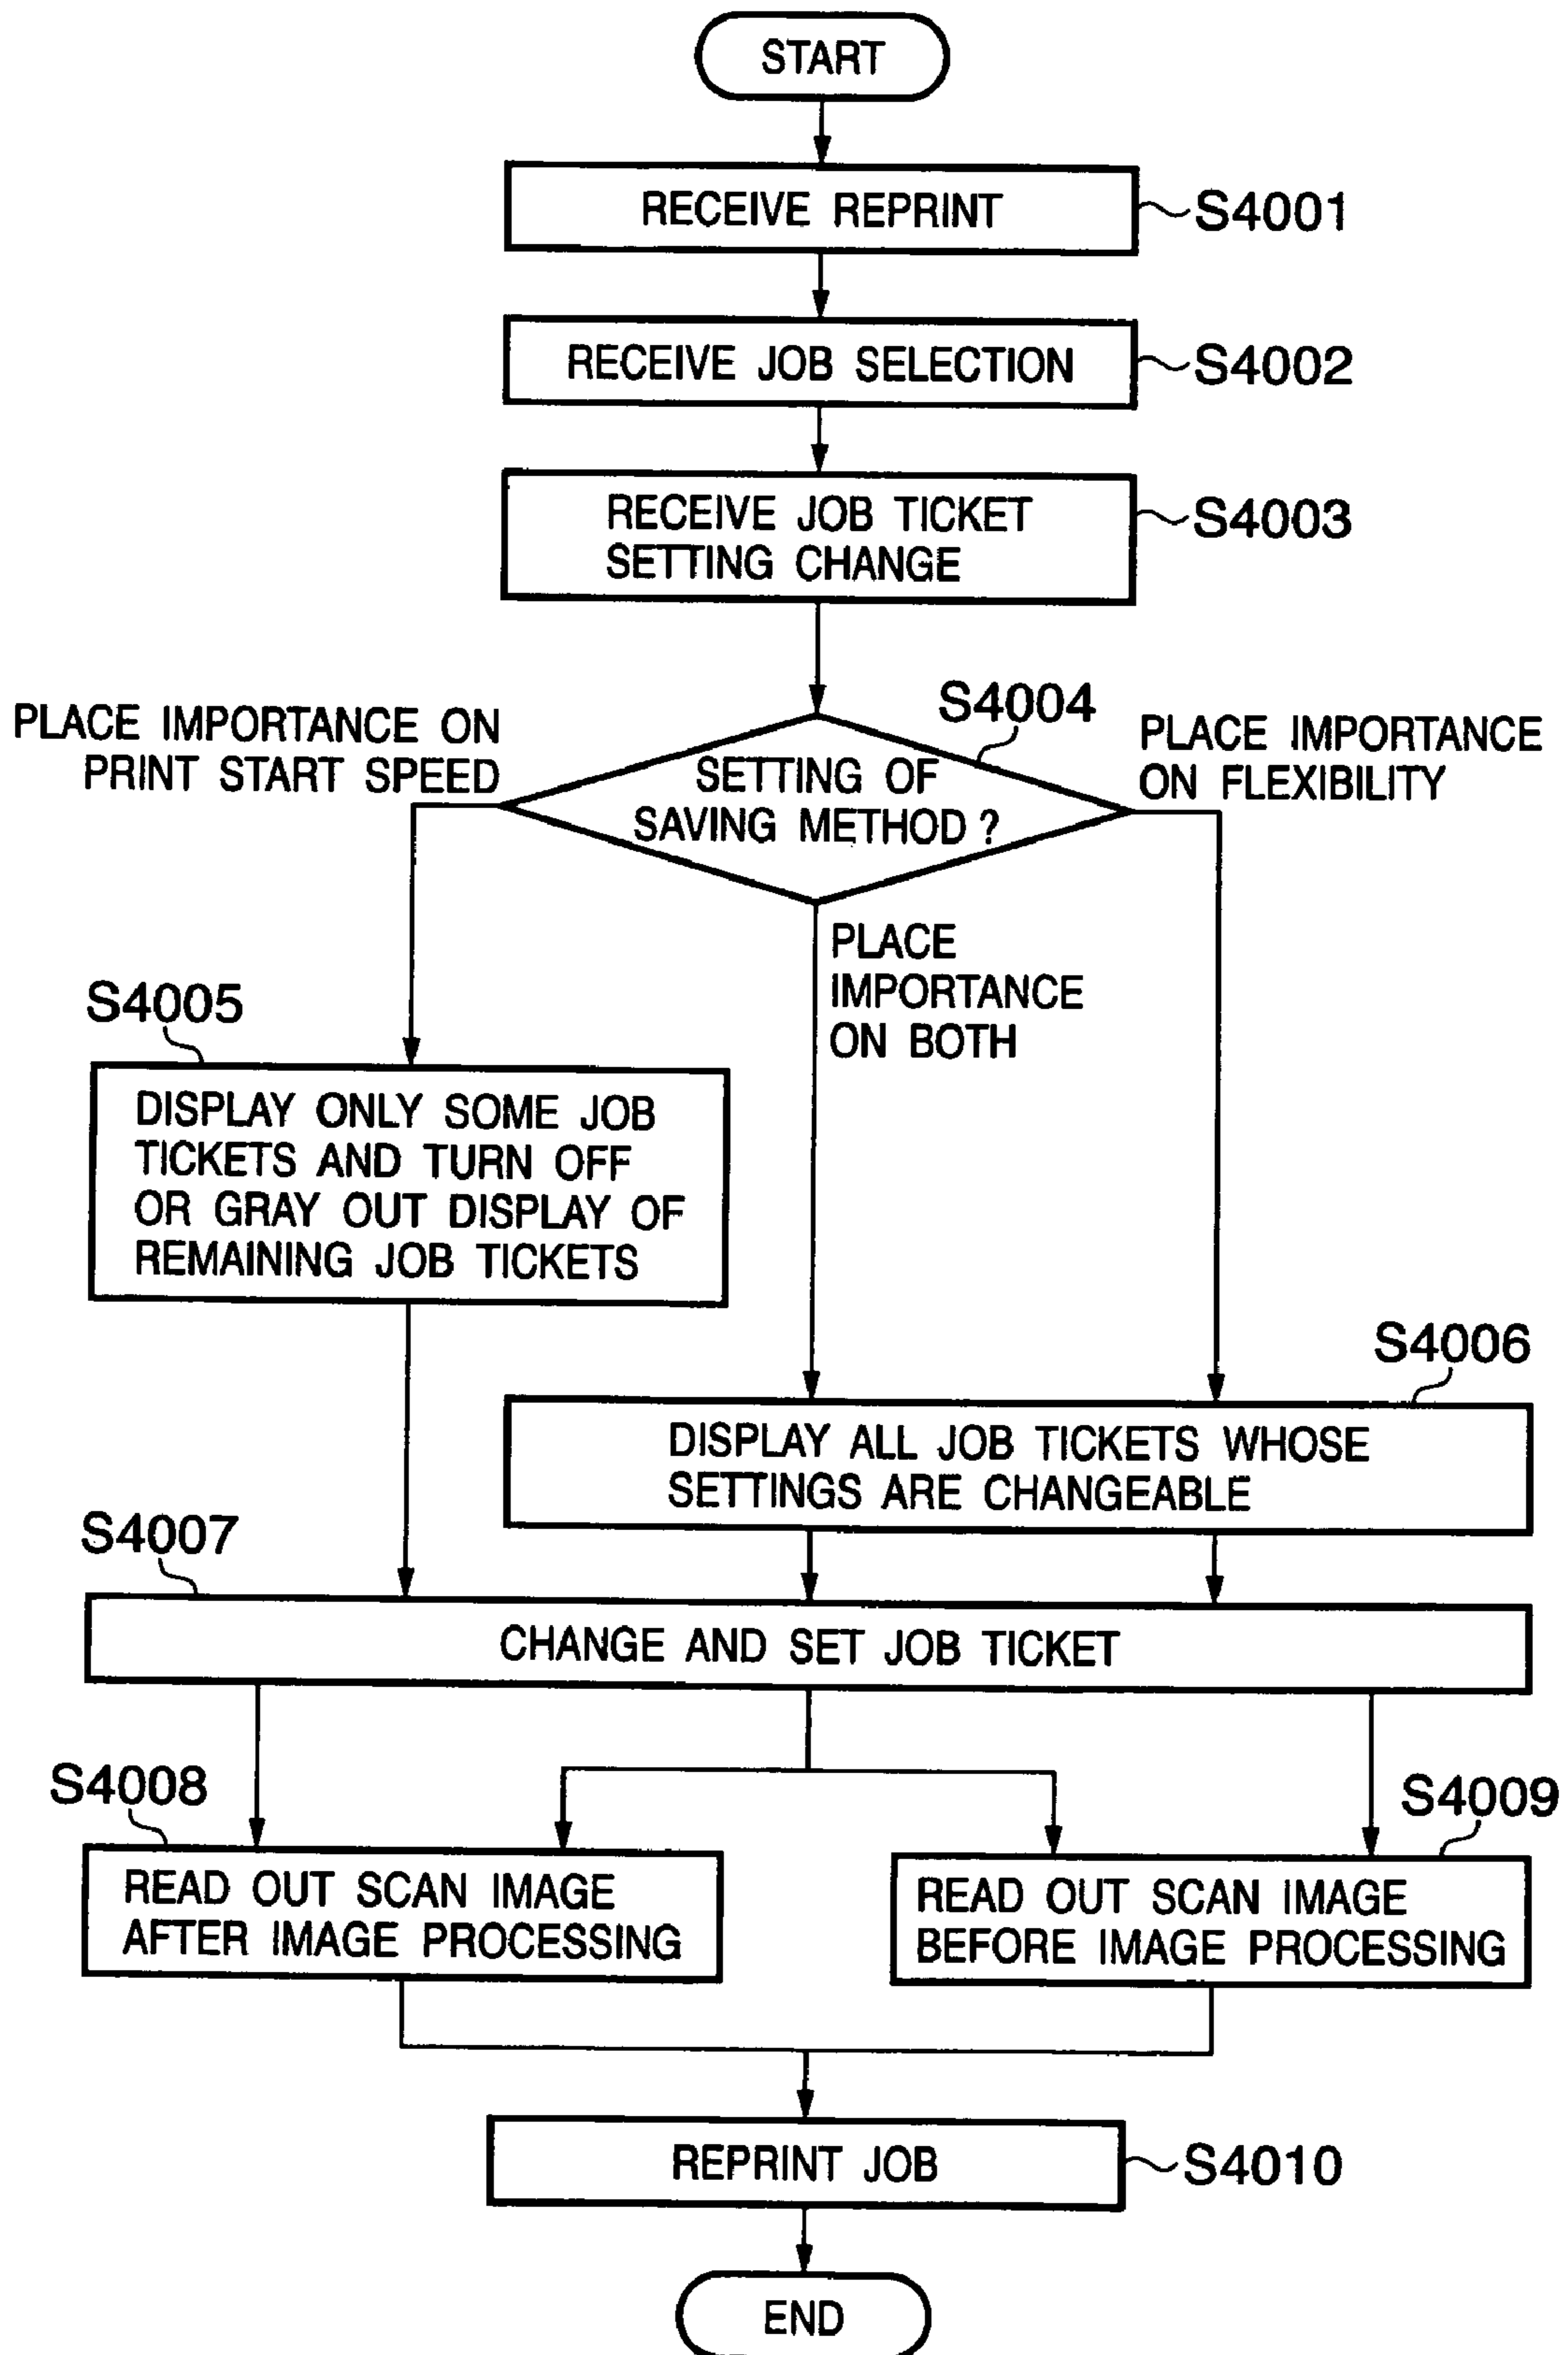 START
RECEIVE REPRINT
S4001
RECEIVE JOB SELECTION
S4002
RECEIVE JOB TICKET
SETTING CHANGE
S4003
S4004
PLACE IMPORTANCE ON
PRINT START SPEED
SETTING OF
SAVING METHOD ?
PLACE IMPORTANCE
ON FLEXIBILITY
PLACE
IMPORTANCE
ON BOTH
S4005
DISPLAY ONLY SOME JOB
TICKETS AND TURN OFF
OR GRAY OUT DISPLAY OF
REMAINING JOB TICKETS
S4006
DISPLAY ALL JOB TICKETS WHOSE
SETTINGS ARE CHANGEABLE
S4007
CHANGE AND SET JOB TICKET
S4008
READ OUT SCAN IMAGE
AFTER IMAGE PROCESSING
S4009
READ OUT SCAN IMAGE
BEFORE IMAGE PROCESSING
REPRINT JOB
S4010
END